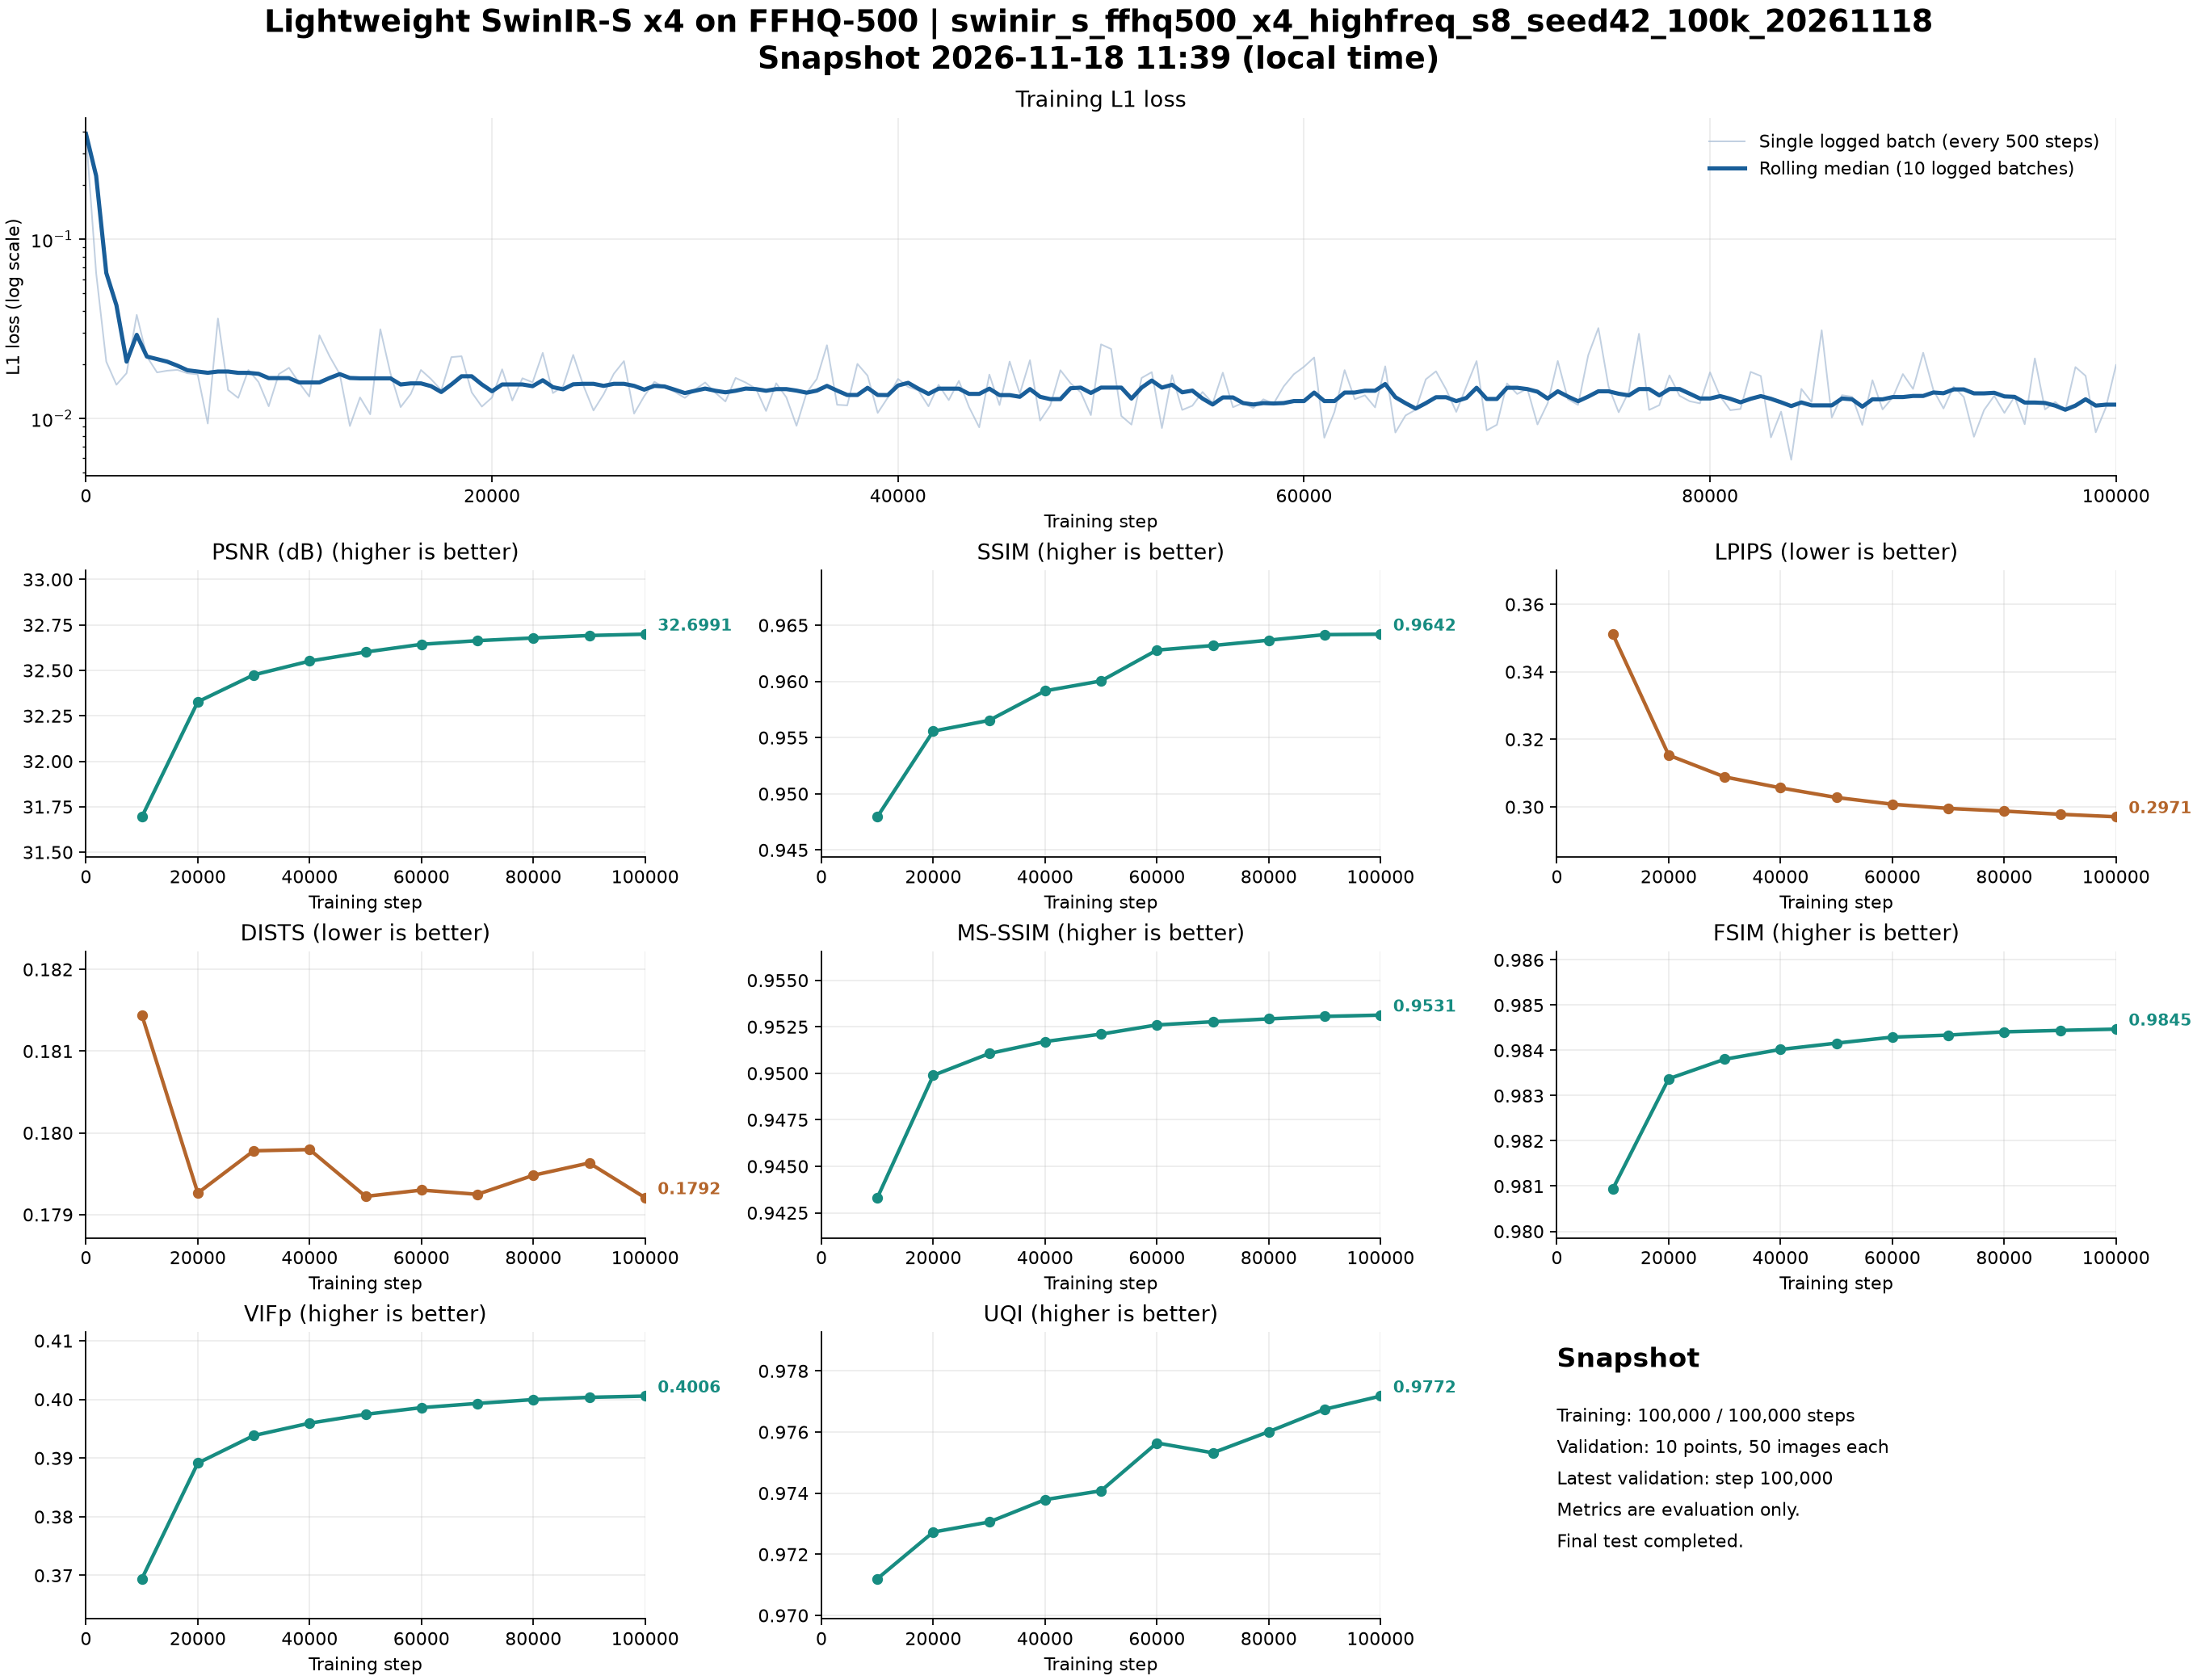 Lightweight SwinIR-S x4 on FFHQ-500 | swinir_s_ffhq500_x4_highfreq_s8_seed42_100k_20261118
Snapshot 2026-11-18 11:39 (local time)
Training L1 loss
Single logged batch (every 500 steps)
Rolling median (10 logged batches)
L1 loss (log scale)
10⁻¹
10⁻²
0 20000 40000 60000 80000 100000
Training step
PSNR (dB) (higher is better)
33.00
32.75
32.50
32.25
32.00
31.75
31.50
32.6991
0 20000 40000 60000 80000 100000
Training step
SSIM (higher is better)
0.965
0.960
0.955
0.950
0.945
0.9642
0 20000 40000 60000 80000 100000
Training step
LPIPS (lower is better)
0.36
0.34
0.32
0.30
0.2971
0 20000 40000 60000 80000 100000
Training step
DISTS (lower is better)
0.182
0.181
0.180
0.179
0.1792
0 20000 40000 60000 80000 100000
Training step
MS-SSIM (higher is better)
0.9550
0.9525
0.9500
0.9475
0.9450
0.9425
0.9531
0 20000 40000 60000 80000 100000
Training step
FSIM (higher is better)
0.986
0.985
0.984
0.983
0.982
0.981
0.980
0.9845
0 20000 40000 60000 80000 100000
Training step
VIFp (higher is better)
0.41
0.40
0.39
0.38
0.37
0.4006
0 20000 40000 60000 80000 100000
Training step
UQI (higher is better)
0.978
0.976
0.974
0.972
0.970
0.9772
0 20000 40000 60000 80000 100000
Training step
Snapshot
Training: 100,000 / 100,000 steps
Validation: 10 points, 50 images each
Latest validation: step 100,000
Metrics are evaluation only.
Final test completed.